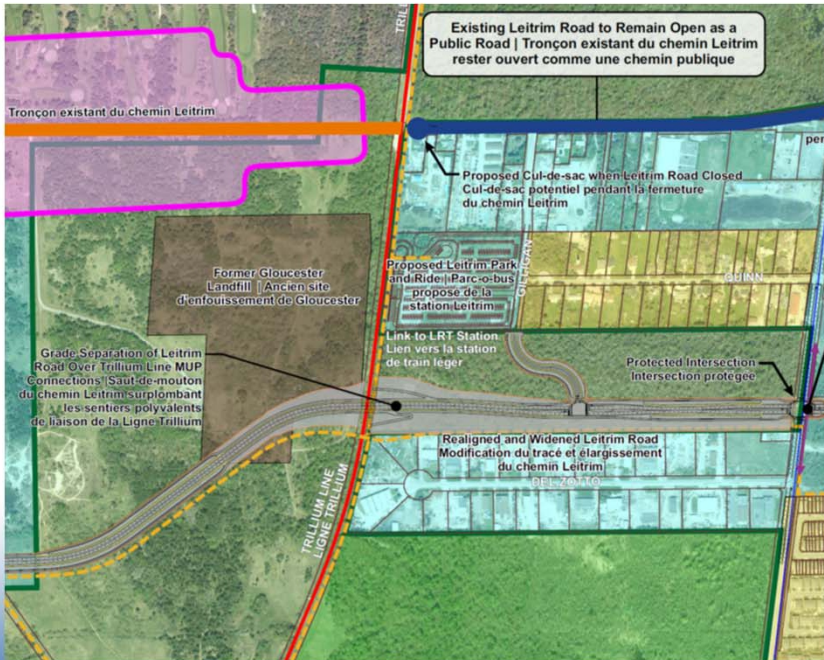 TRILL
Existing Leitrim Road to Remain Open as a
Public Road | Tronçon existant du chemin Leitrim
rester ouvert comme une chemin publique
Tronçon existant du chemin Leitrim
per
Proposed Cul-de-sac when Leitrim Road Closed
Cul-de-sac potentiel pendant la fermeture
du chemin Leitrim
Former Gloucester
Landfill | Ancien site
d'enfouissement de Gloucester
Proposed Leitrim Park
and Ride | Parc-o-bus
proposé de la
station Leitrim
QUINN
Link to LRT Station
Lien vers la station
de train léger
Grade Separation of Leitrim
Road Over Trillium Line MUP
Connections |Saut-de-mouton
du chemin Leitrim surplombant
les sentiers polyvalents
de liaison de la Ligne Trillium
Protected Intersection
Intersection protégée
Realigned and Widened Leitrim Road
Modification du tracé et élargissement
du chemin Leitrim
DEL ZOTTO
TRILLIUM LINE
LIGNE TRILLIUM